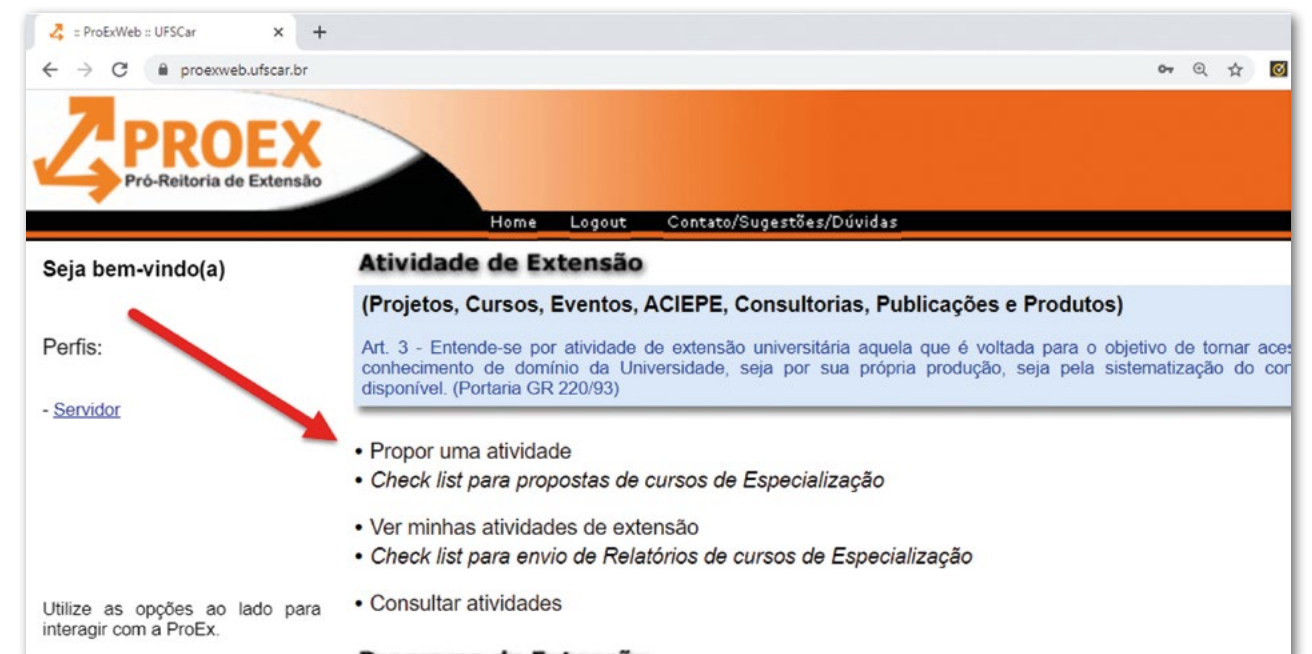 :: ProExWeb :: UFSCar
proexweb.ufscar.br
PROEX
Pró-Reitoria de Extensão
Home Logout Contato/Sugestões/Dúvidas
Seja bem-vindo(a)
Perfis:
- Servidor
Utilize as opções ao lado para
interagir com a ProEx.
Atividade de Extensão
(Projetos, Cursos, Eventos, ACIEPE, Consultorias, Publicações e Produtos)
Art. 3 - Entende-se por atividade de extensão universitária aquela que é voltada para o objetivo de tornar
conhecimento de domínio da Universidade, seja por sua própria produção, seja pela sistematização do
disponível. (Portaria GR 220/93)
• Propor uma atividade
• Check list para propostas de cursos de Especialização
• Ver minhas atividades de extensão
• Check list para envio de Relatórios de cursos de Especialização
• Consultar atividades